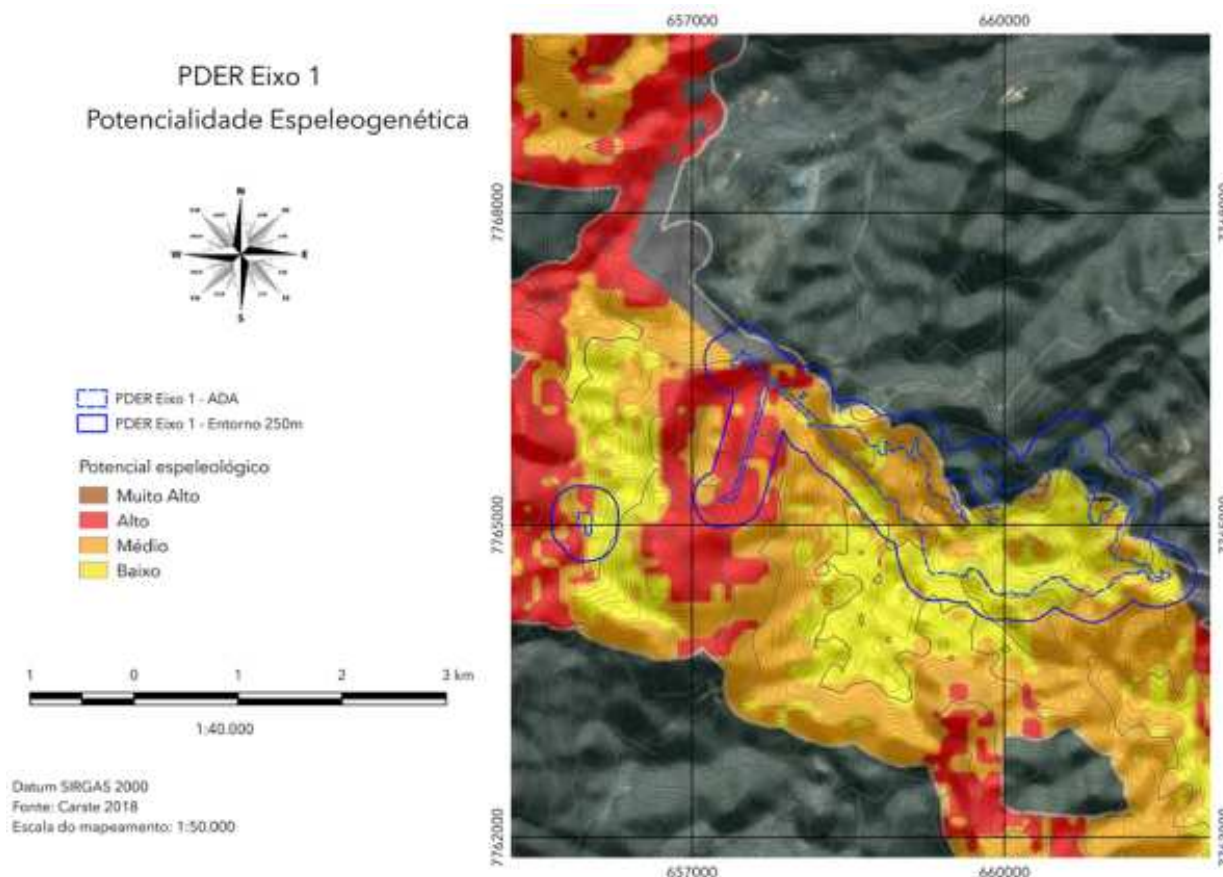 PDER Eixo 1
Potencialidade Espeleogenética
N
W
E
S
PDER Eixo 1 - ADA
PDER Eixo 1 - Entorno 250m
Potencial espeleológico
Muito Alto
Alto
Médio
Baixo
1 0 1 2 3 km
1:40.000
Datum SIRGAS 2000
Fonte: Carste 2018
Escala do mapeamento: 1:50.000
657000 660000
7768000
7765000
7762000
657000 660000